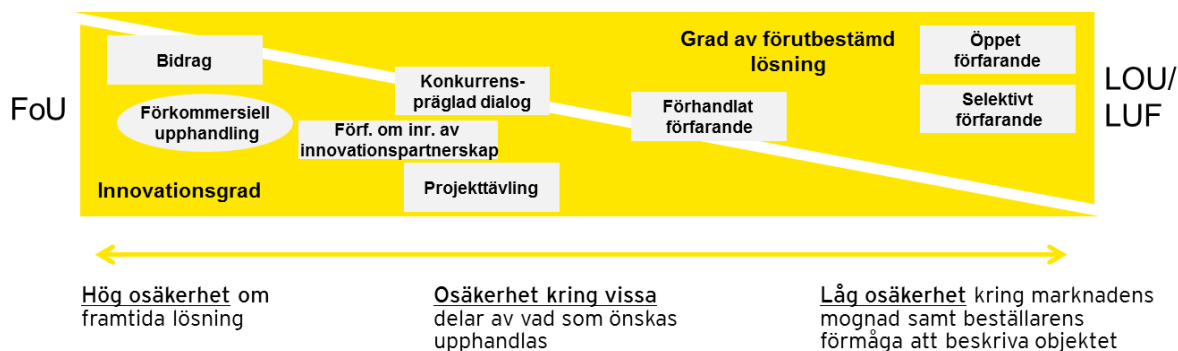 FoU
Bidrag
Förkommersiell
upphandling
Innovationsgrad
Konkurrens-
präglad dialog
Förf. om inr. av
innovationspartnerskap
Projekttävling
Förhandlat
förfarande
Grad av förutbestämd
lösning
Öppet
förfarande
Selektivt
förfarande
LOU/
LUF
Hög osäkerhet om
framtida lösning
Osäkerhet kring vissa
delar av vad som önskas
upphandlas
Låg osäkerhet kring marknadens
mognad samt beställarens
förmåga att beskriva objektet